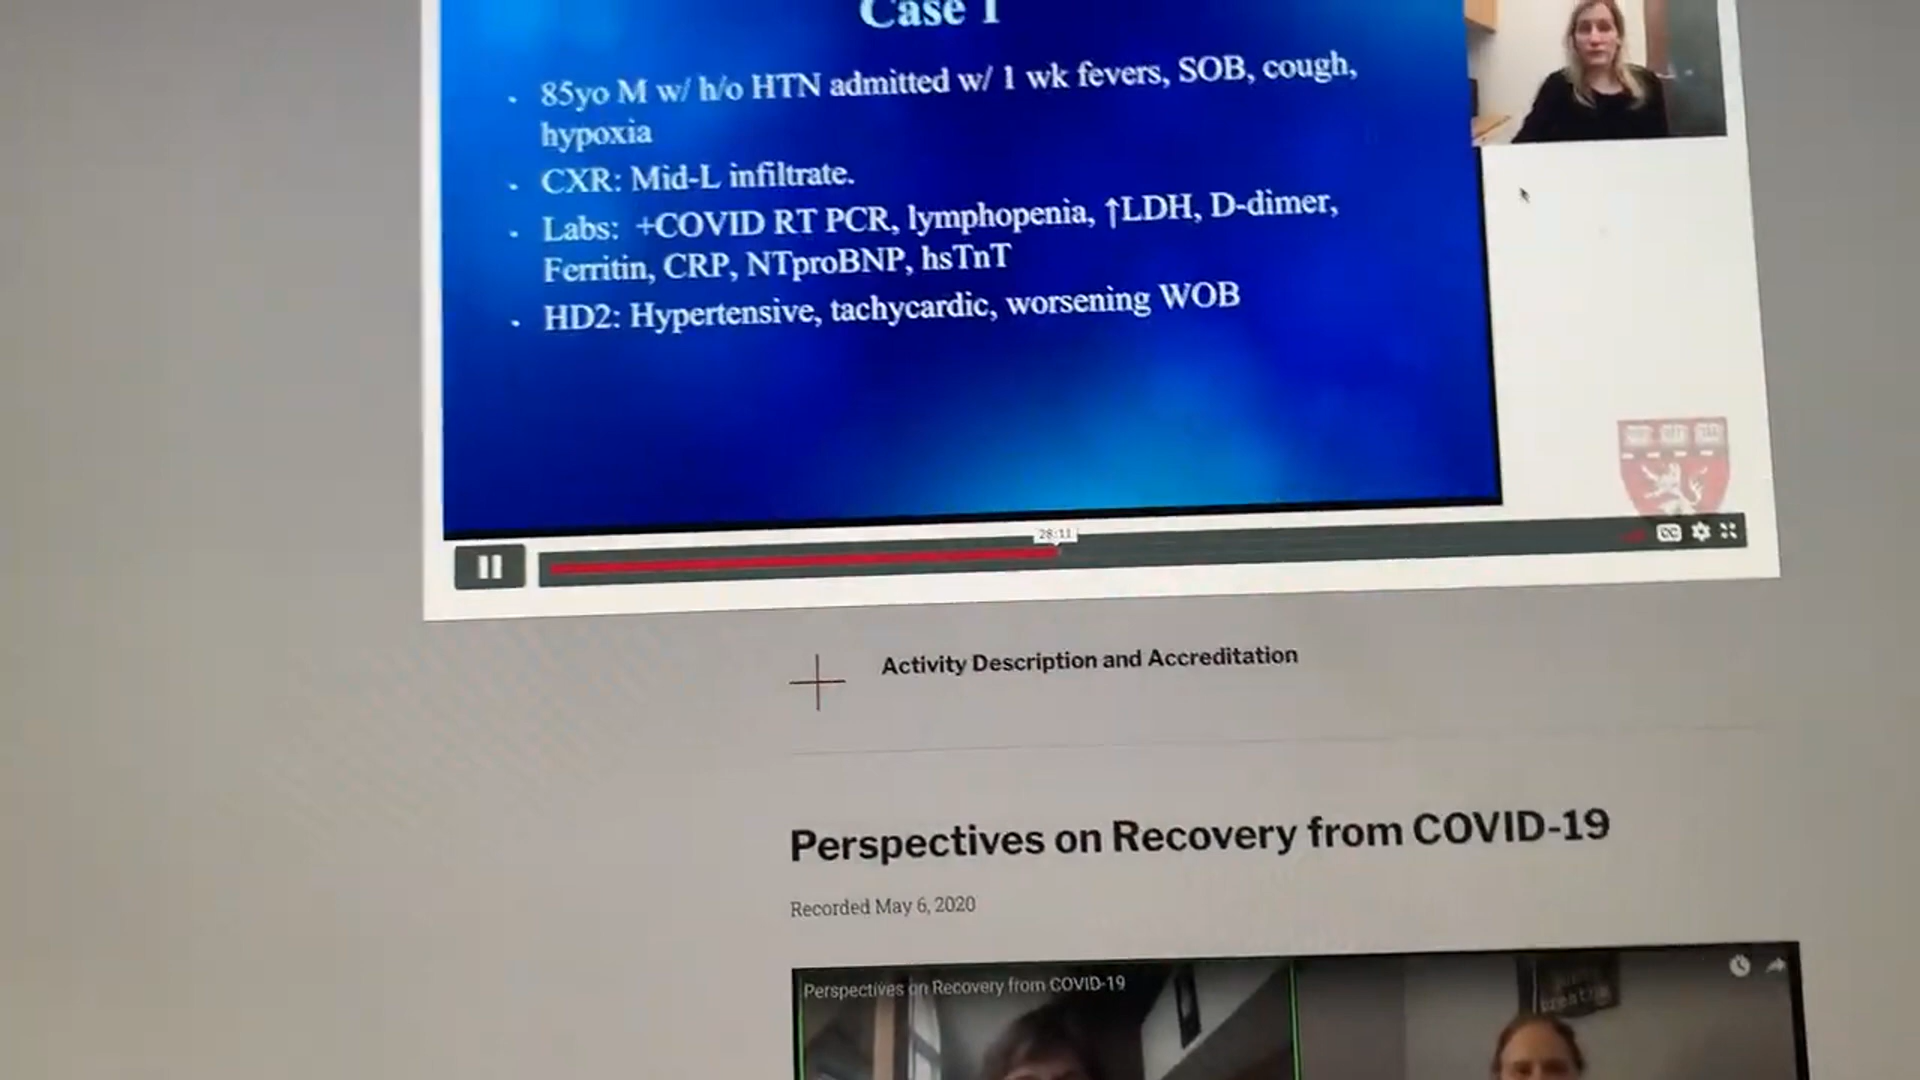 Case 1
· 85yo M w/ h/o HTN admitted w/ 1 wk fevers, SOB, cough,
hypoxia
· CXR: Mid-L infiltrate.
· Labs: +COVID RT PCR, lymphopenia, ↑LDH, D-dimer,
Ferritin, CRP, NTproBNP, hsTnT
· HD2: Hypertensive, tachycardic, worsening WOB
28:11
CC
Activity Description and Accreditation
Perspectives on Recovery from COVID-19
Recorded May 6, 2020
Perspectives on Recovery from COVID-19